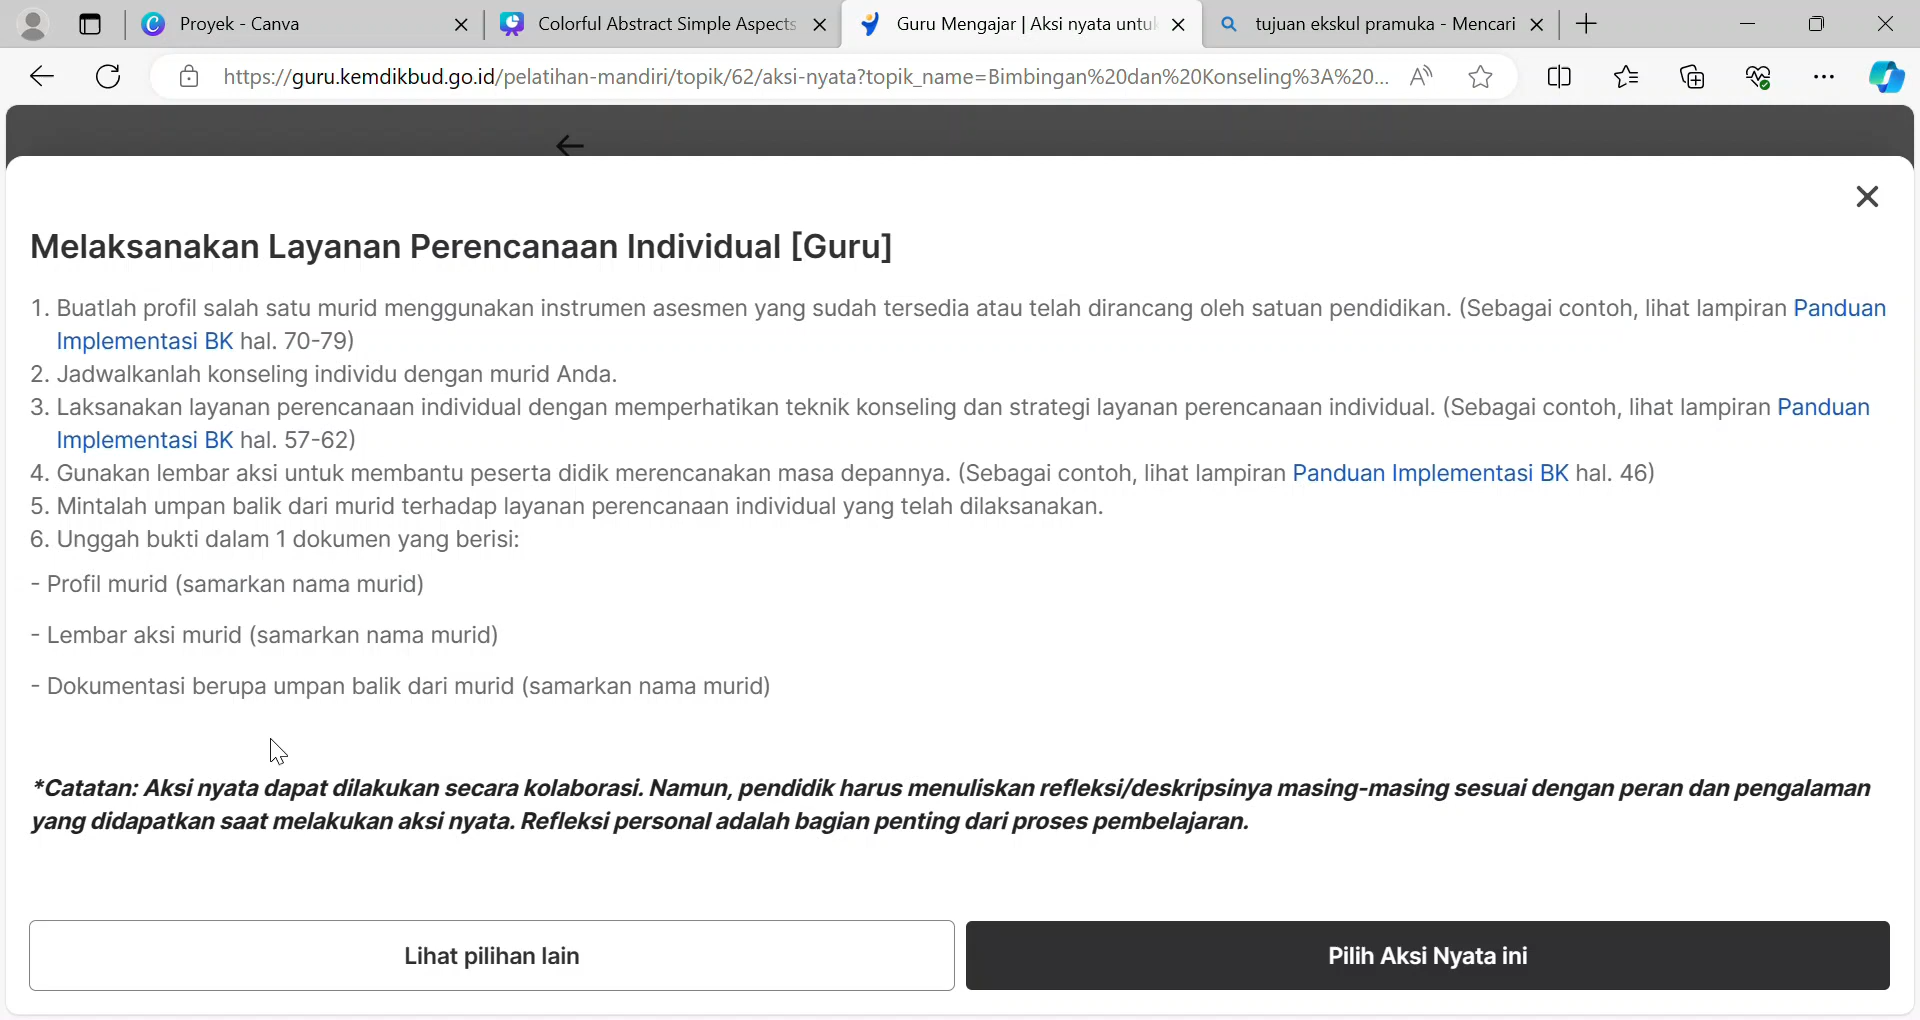 Proyek - Canva
Colorful Abstract Simple Aspects
Guru Mengajar | Aksi nyata untuk
tujuan ekskul pramuka - Mencari
https://guru.kemdikbud.go.id/pelatihan-mandiri/topik/62/aksi-nyata?topik_name=Bimbingan%20dan%20Konseling%3A%20...
Melaksanakan Layanan Perencanaan Individual [Guru]
1. Buatlah profil salah satu murid menggunakan instrumen asesmen yang sudah tersedia atau telah dirancang oleh satuan pendidikan. (Sebagai contoh, lihat lampiran Panduan
Implementasi BK hal. 70-79)
2. Jadwalkanlah konseling individu dengan murid Anda.
3. Laksanakan layanan perencanaan individual dengan memperhatikan teknik konseling dan strategi layanan perencanaan individual. (Sebagai contoh, lihat lampiran Panduan
Implementasi BK hal. 57-62)
4. Gunakan lembar aksi untuk membantu peserta didik merencanakan masa depannya. (Sebagai contoh, lihat lampiran Panduan Implementasi BK hal. 46)
5. Mintalah umpan balik dari murid terhadap layanan perencanaan individual yang telah dilaksanakan.
6. Unggah bukti dalam 1 dokumen yang berisi:
- Profil murid (samarkan nama murid)
- Lembar aksi murid (samarkan nama murid)
- Dokumentasi berupa umpan balik dari murid (samarkan nama murid)
*Catatan: Aksi nyata dapat dilakukan secara kolaborasi. Namun, pendidik harus menuliskan refleksi/deskripsinya masing-masing sesuai dengan peran dan pengalaman
yang didapatkan saat melakukan aksi nyata. Refleksi personal adalah bagian penting dari proses pembelajaran.
Lihat pilihan lain
Pilih Aksi Nyata ini